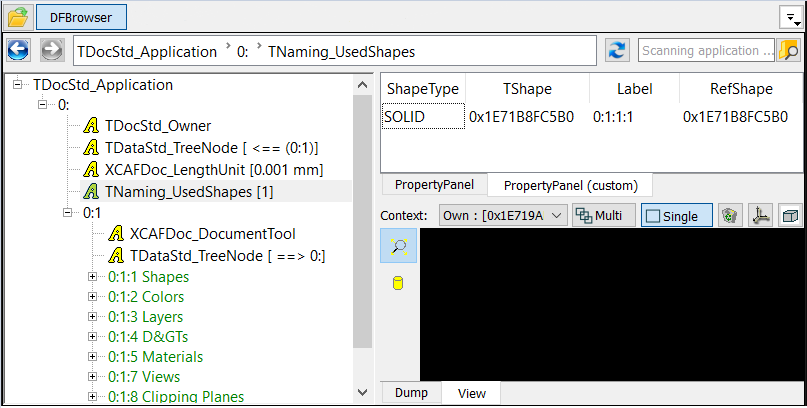 DFBrowser
TDocStd_Application > 0: > TNaming_UsedShapes
Scanning application ...
TDocStd_Application
0:
TDocStd_Owner
TDataStd_TreeNode [ <== (0:1)]
XCAFDoc_LengthUnit [0.001 mm]
TNaming_UsedShapes [1]
0:1
XCAFDoc_DocumentTool
TDataStd_TreeNode [ ==> 0:]
0:1:1 Shapes
0:1:2 Colors
0:1:3 Layers
0:1:4 D&GTs
0:1:5 Materials
0:1:7 Views
0:1:8 Clipping Planes
ShapeType TShape Label RefShape
SOLID 0x1E71B8FC5B0 0:1:1:1 0x1E71B8FC5B0
PropertyPanel PropertyPanel (custom)
Context: Own : [0x1E719A Multi Single
Dump View